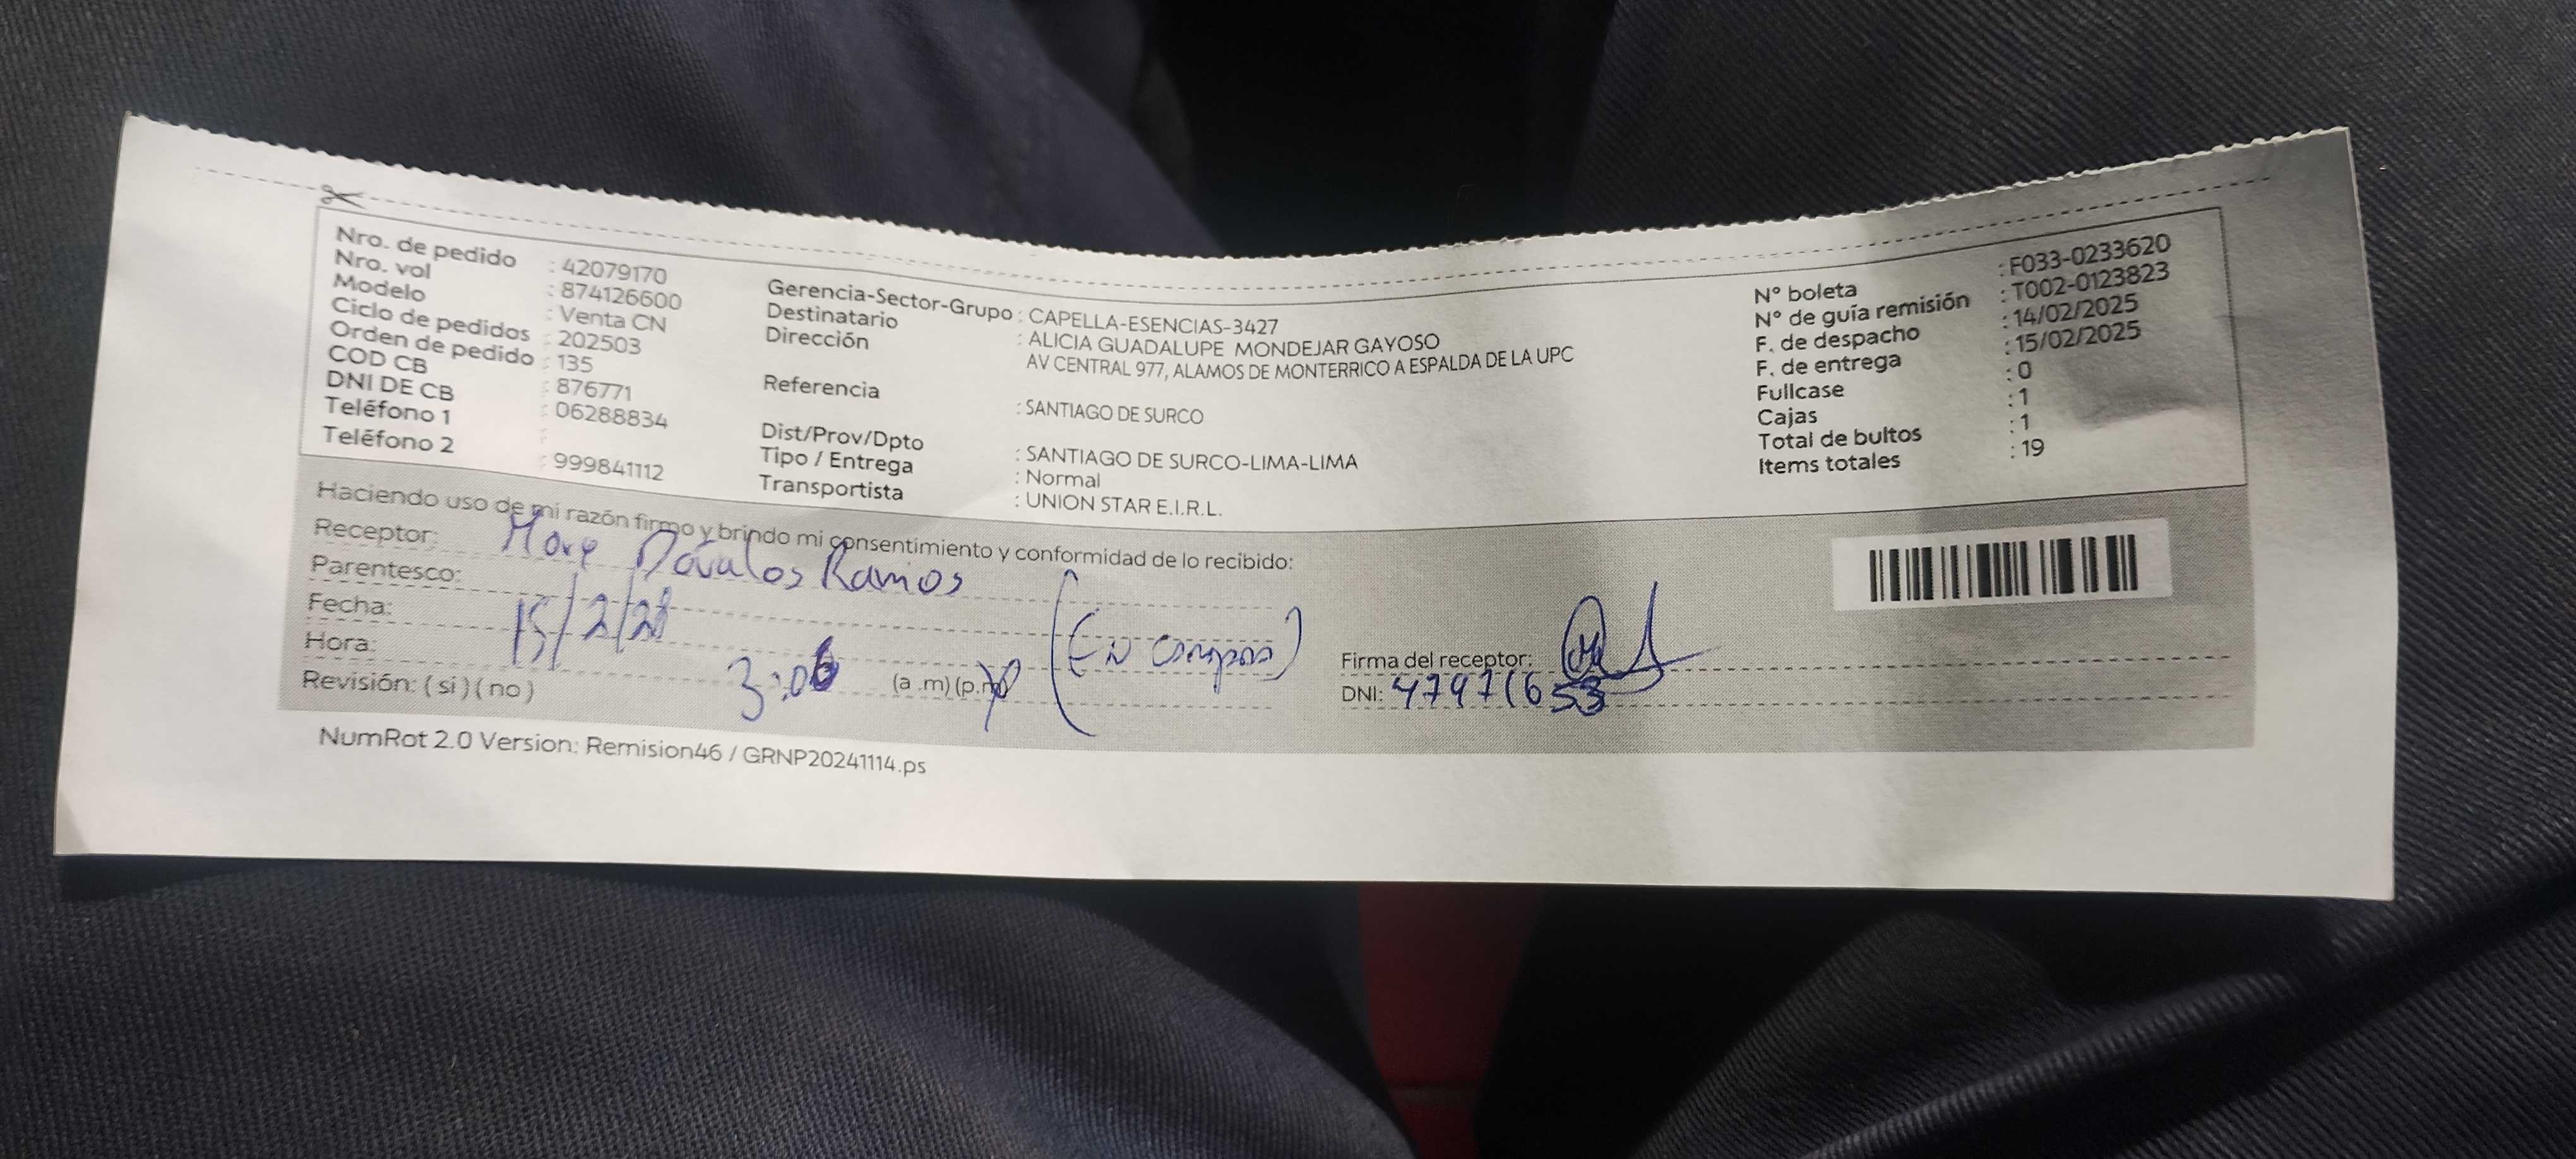 Nro. de pedido : 42079170
Nro. vol : 874126600
Modelo : Venta CN
Ciclo de pedidos : 202503
Orden de pedido : 135
COD CB : 876771
DNI DE CB : 06288834
Teléfono 1 :
Teléfono 2 : 999841112
Gerencia-Sector-Grupo : CAPELLA-ESENCIAS-3427
Destinatario : ALICIA GUADALUPE MONDEJAR GAYOSO
Dirección AV CENTRAL 977, ALAMOS DE MONTERRICO A ESPALDA DE LA UPC
Referencia : SANTIAGO DE SURCO
Dist/Prov/Dpto : SANTIAGO DE SURCO-LIMA-LIMA
Tipo / Entrega : Normal
Transportista : UNION STAR E.I.R.L.
N° boleta : F033-0233620
N° de guía remisión : T002-0123823
F. de despacho : 14/02/2025
F. de entrega : 15/02/2025
Fullcase : 0
Cajas : 1
Total de bultos : 1
Items totales : 19
Haciendo uso de mi razón firmo y brindo mi consentimiento y conformidad de lo recibido:
Receptor: Dávalos Ramos
Parentesco:
Fecha: 15/2/
Hora: 3:06 (a.m)(p.m)
Revisión: (si)(no)
(En
Firma del receptor:
DNI:
NumRot 2.0 Version: Remision46 / GRNP20241114.ps